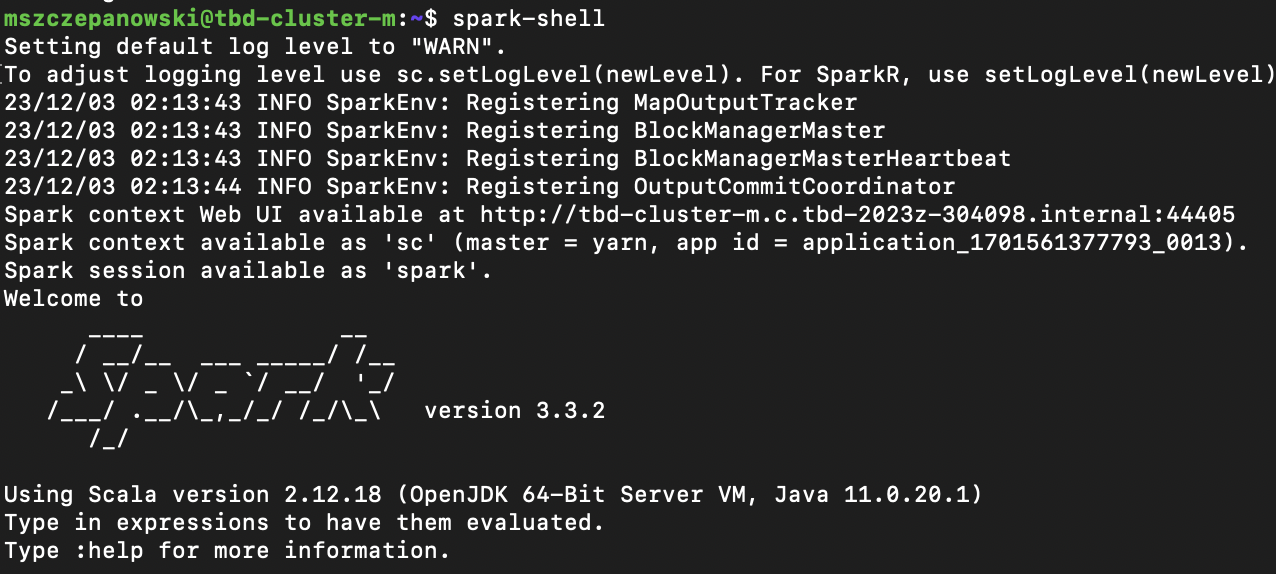 mszczepanowski@tbd-cluster-m:~$ spark-shell
Setting default log level to "WARN".
To adjust logging level use sc.setLogLevel(newLevel). For SparkR, use setLogLevel(newLevel)
23/12/03 02:13:43 INFO SparkEnv: Registering MapOutputTracker
23/12/03 02:13:43 INFO SparkEnv: Registering BlockManagerMaster
23/12/03 02:13:43 INFO SparkEnv: Registering BlockManagerMasterHeartbeat
23/12/03 02:13:44 INFO SparkEnv: Registering OutputCommitCoordinator
Spark context Web UI available at http://tbd-cluster-m.c.tbd-2023z-304098.internal:44405
Spark context available as 'sc' (master = yarn, app id = application_1701561377793_0013).
Spark session available as 'spark'.
Welcome to
      ____              __
     / __/__  ___ _____/ /__
    _\ \/ _ \/ _ `/ __/  '_/
   /___/ .__/\_,_/_/ /_/\_\   version 3.3.2
      /_/
Using Scala version 2.12.18 (OpenJDK 64-Bit Server VM, Java 11.0.20.1)
Type in expressions to have them evaluated.
Type :help for more information.